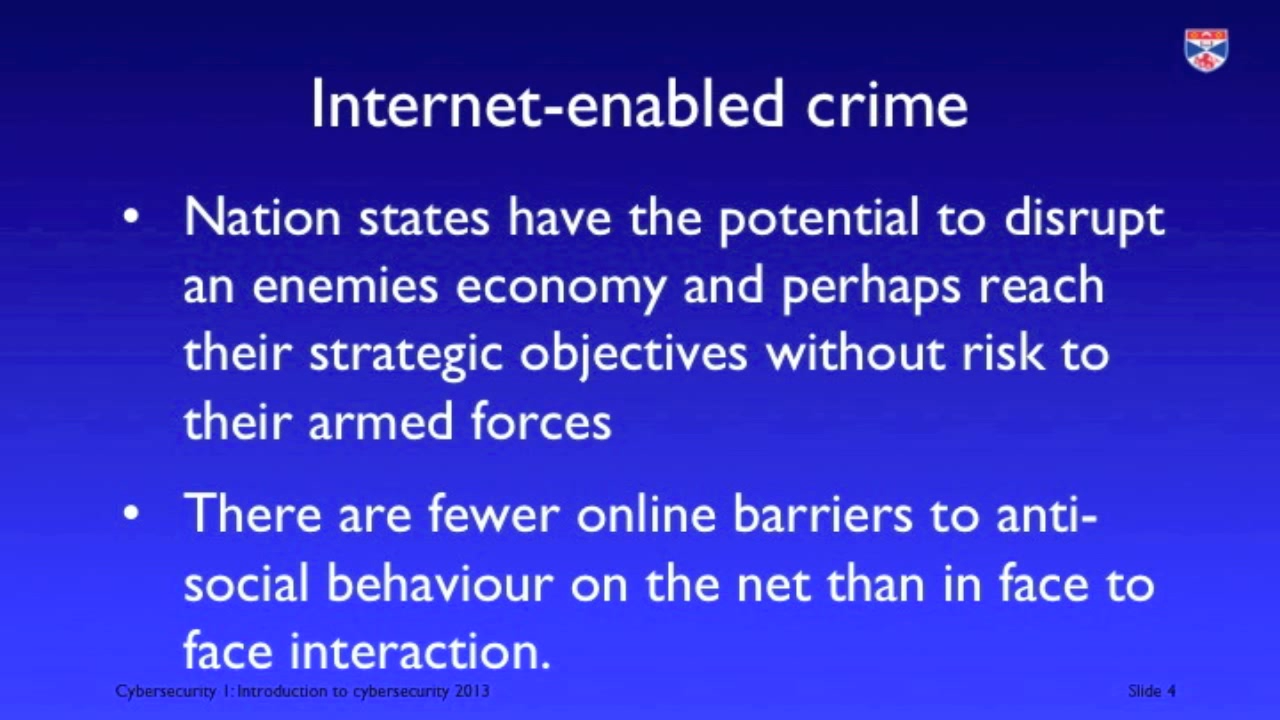 Internet-enabled crime
• Nation states have the potential to disrupt
an enemies economy and perhaps reach
their strategic objectives without risk to
their armed forces
• There are fewer online barriers to anti-
social behaviour on the net than in face to
face interaction.
Cybersecurity 1: Introduction to cybersecurity 2013
Slide 4